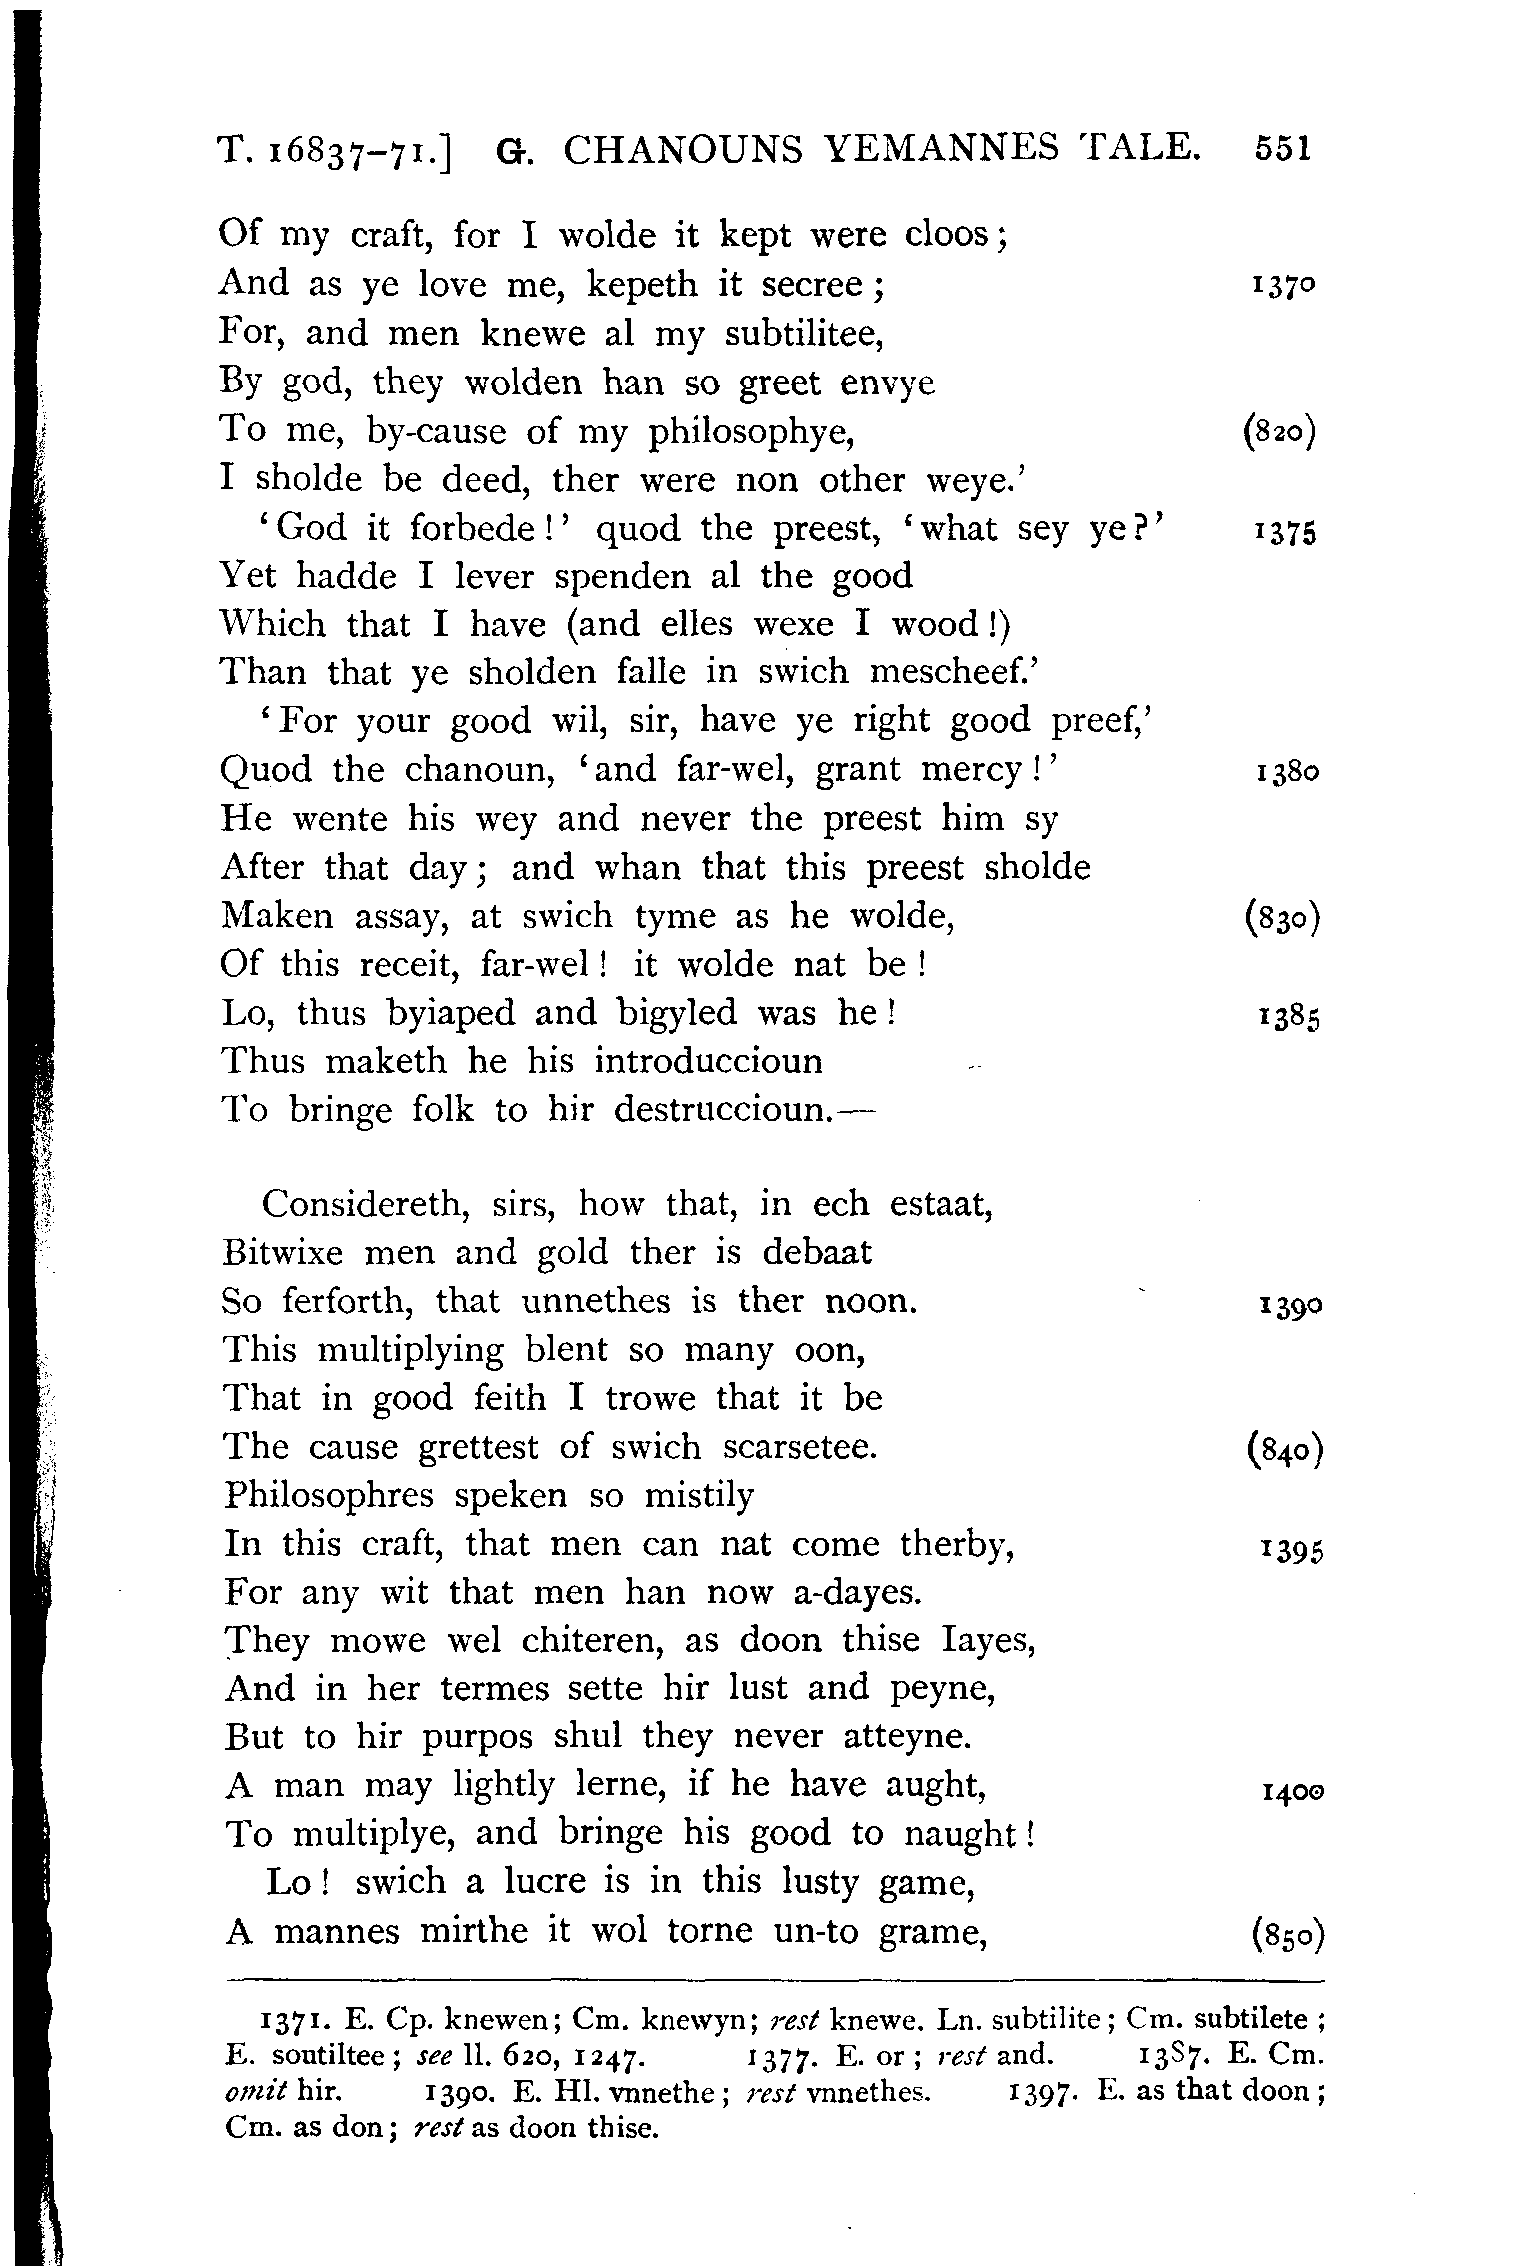 T. 16837–71.] G. CHANOUNS YEMANNES TALE. 551
Of my craft, for I wolde it kept were cloos;
And as ye love me, kepeth it secree; 1370
For, and men knewe al my subtilitee,
By god, they wolden han so greet envye
To me, by-cause of my philosophye, (820)
I sholde be deed, ther were non other weye.’
‘God it forbede!’ quod the preest, ‘what sey ye?’ 1375
Yet hadde I lever spenden al the good
Which that I have (and elles wexe I wood!)
Than that ye sholden falle in swich mescheef.’
‘For your good wil, sir, have ye right good preef,’
Quod the chanoun, ‘and far-wel, grant mercy!’ 1380
He wente his wey and never the preest him sy
After that day; and whan that this preest sholde
Maken assay, at swich tyme as he wolde, (830)
Of this receit, far-wel! it wolde nat be!
Lo, thus byiaped and bigyled was he! 1385
Thus maketh he his introduccioun
To bringe folk to hir destruccioun.—
Considereth, sirs, how that, in ech estaat,
Bitwixe men and gold ther is debaat
So ferforth, that unnethes is ther noon. 1390
This multiplying blent so many oon,
That in good feith I trowe that it be
The cause grettest of swich scarsetee. (840)
Philosophres speken so mistily
In this craft, that men can nat come therby, 1395
For any wit that men han now a-dayes.
They mowe wel chiteren, as doon thise Iayes,
And in her termes sette hir lust and peyne,
But to hir purpos shul they never atteyne.
A man may lightly lerne, if he have aught, 1400
To multiplye, and bringe his good to naught!
Lo! swich a lucre is in this lusty game,
A mannes mirthe it wol torne un-to grame, (850)
1371. E. Cp. knewen; Cm. knewyn; rest knewe. Ln. subtilite; Cm. subtilete;
E. soutiltee; see ll. 620, 1247. 1377. E. or; rest and. 1387. E. Cm.
omit hir. 1390. E. Hl. vnnethe; rest vnnethes. 1397. E. as that doon;
Cm. as don; rest as doon thise.